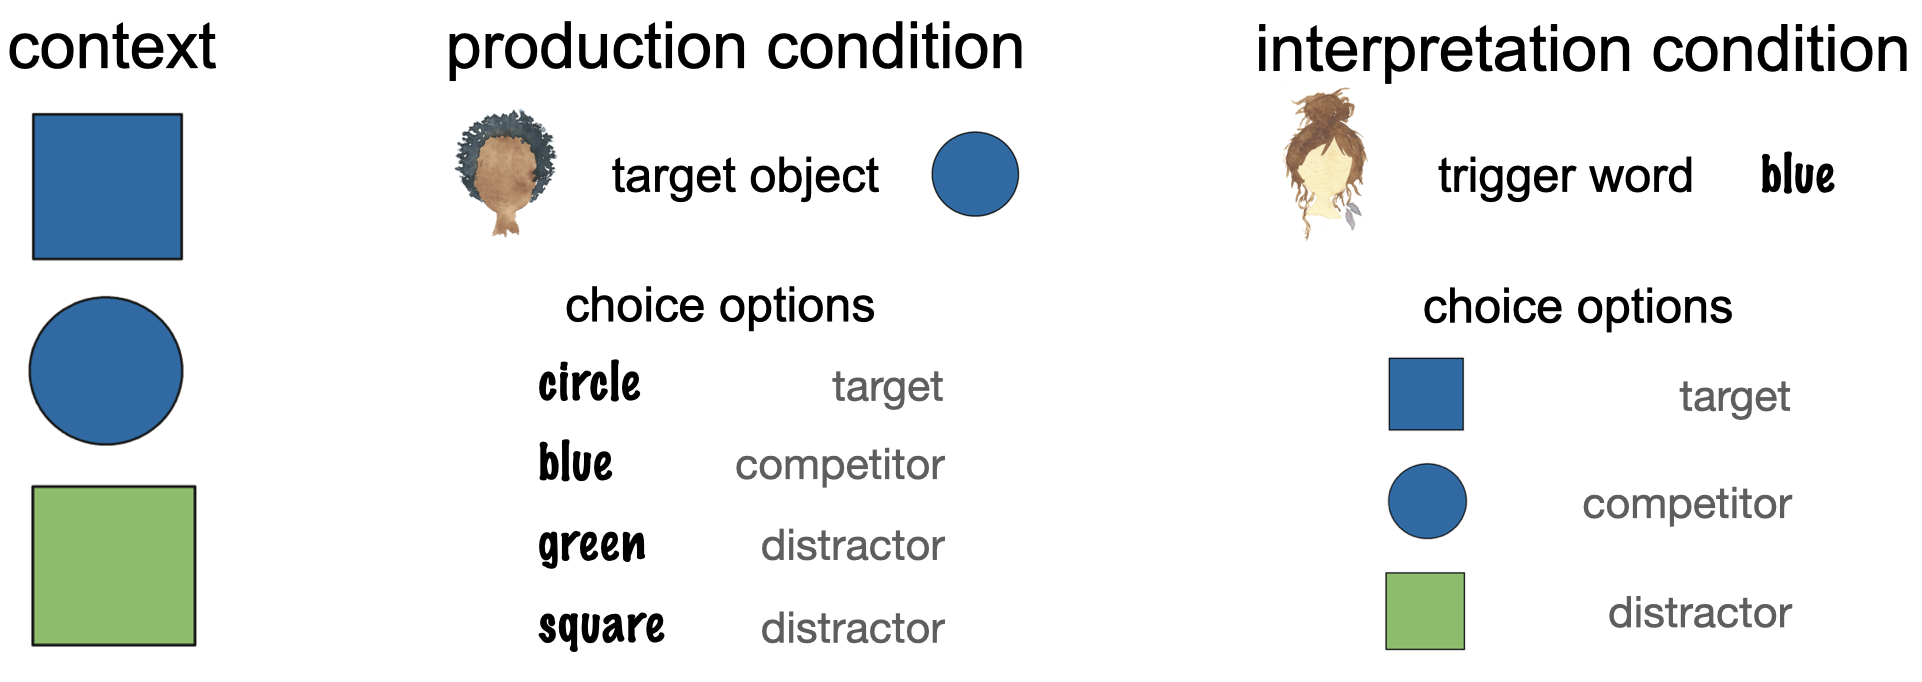 context
production condition
target object
choice options
circle target
blue competitor
green distractor
square distractor
interpretation condition
trigger word blue
choice options
target
competitor
distractor